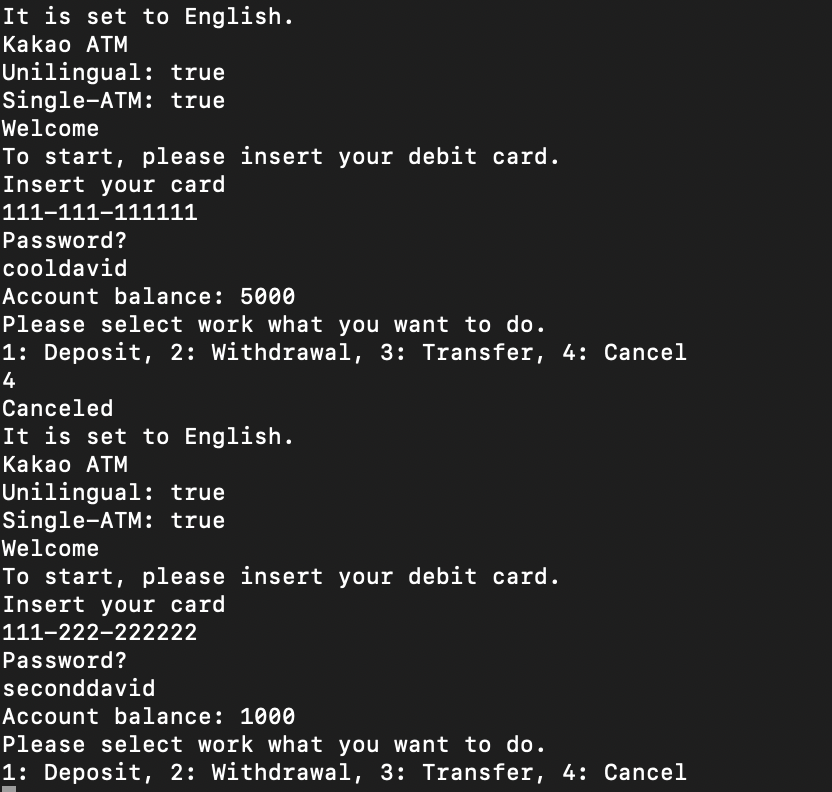 It is set to English.
Kakao ATM
Unilingual: true
Single-ATM: true
Welcome
To start, please insert your debit card.
Insert your card
111-111-111111
Password?
cooldavid
Account balance: 5000
Please select work what you want to do.
1: Deposit, 2: Withdrawal, 3: Transfer, 4: Cancel
4
Canceled
It is set to English.
Kakao ATM
Unilingual: true
Single-ATM: true
Welcome
To start, please insert your debit card.
Insert your card
111-222-222222
Password?
seconddavid
Account balance: 1000
Please select work what you want to do.
1: Deposit, 2: Withdrawal, 3: Transfer, 4: Cancel